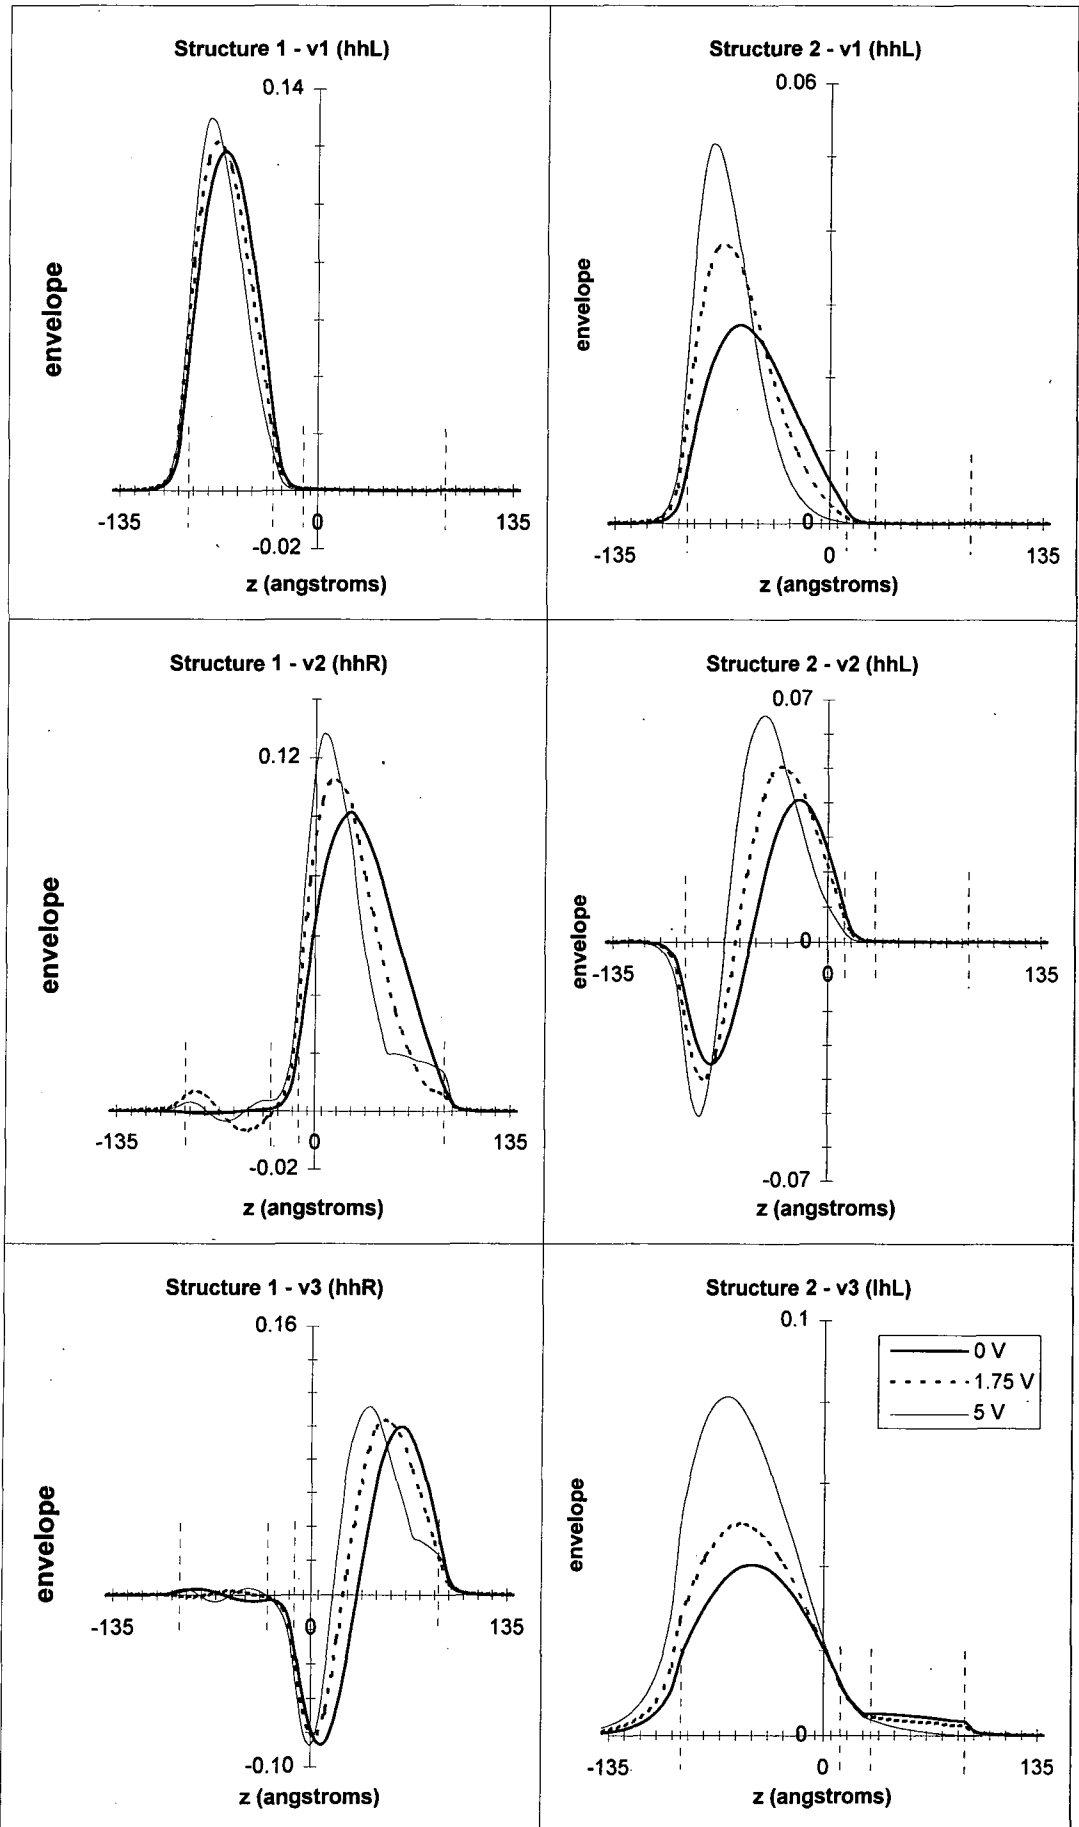 Structure 1 - v1 (hhL)
0.14
envelope
-135
0
135
-0.02
z (angstroms)
Structure 2 - v1 (hhL)
0.06
envelope
0
-135
0
135
z (angstroms)
Structure 1 - v2 (hhR)
0.12
envelope
-135
0
135
-0.02
z (angstroms)
Structure 2 - v2 (hhL)
0.07
envelope
0
-135
0
135
-0.07
z (angstroms)
Structure 1 - v3 (hhR)
0.16
envelope
-135
0
135
-0.10
z (angstroms)
Structure 2 - v3 (lhL)
0.1
0 V
1.75 V
5 V
envelope
0
-135
0
135
z (angstroms)